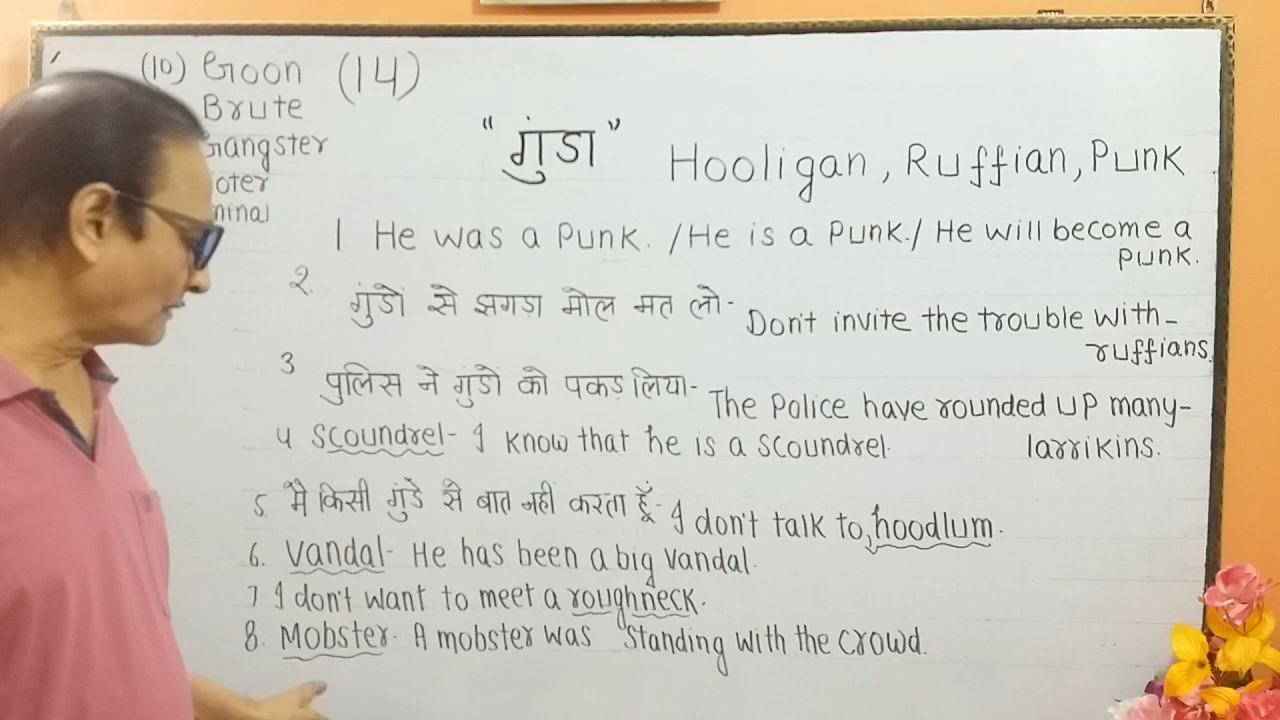 (10) Goon (14)
Brute
Gangster
oter
minal
"गुंडा" Hooligan, Ruffian, Punk
1 He was a Punk. / He is a Punk. / He will become a
punk.
2. गुंडों से झगड़ा मोल मत लो- Don't invite the trouble with-
ruffians.
3 पुलिस ने गुंडों को पकड़ लिया- The Police have rounded up many-
larrikins.
4 Scoundrel- I know that he is a scoundrel.
5. मैं किसी गुंडे से बात नही करता हूँ- I don't talk to, hoodlum.
6. Vandal- He has been a big vandal.
7 I don't want to meet a roughneck.
8. Mobster- A mobster was standing with the crowd.